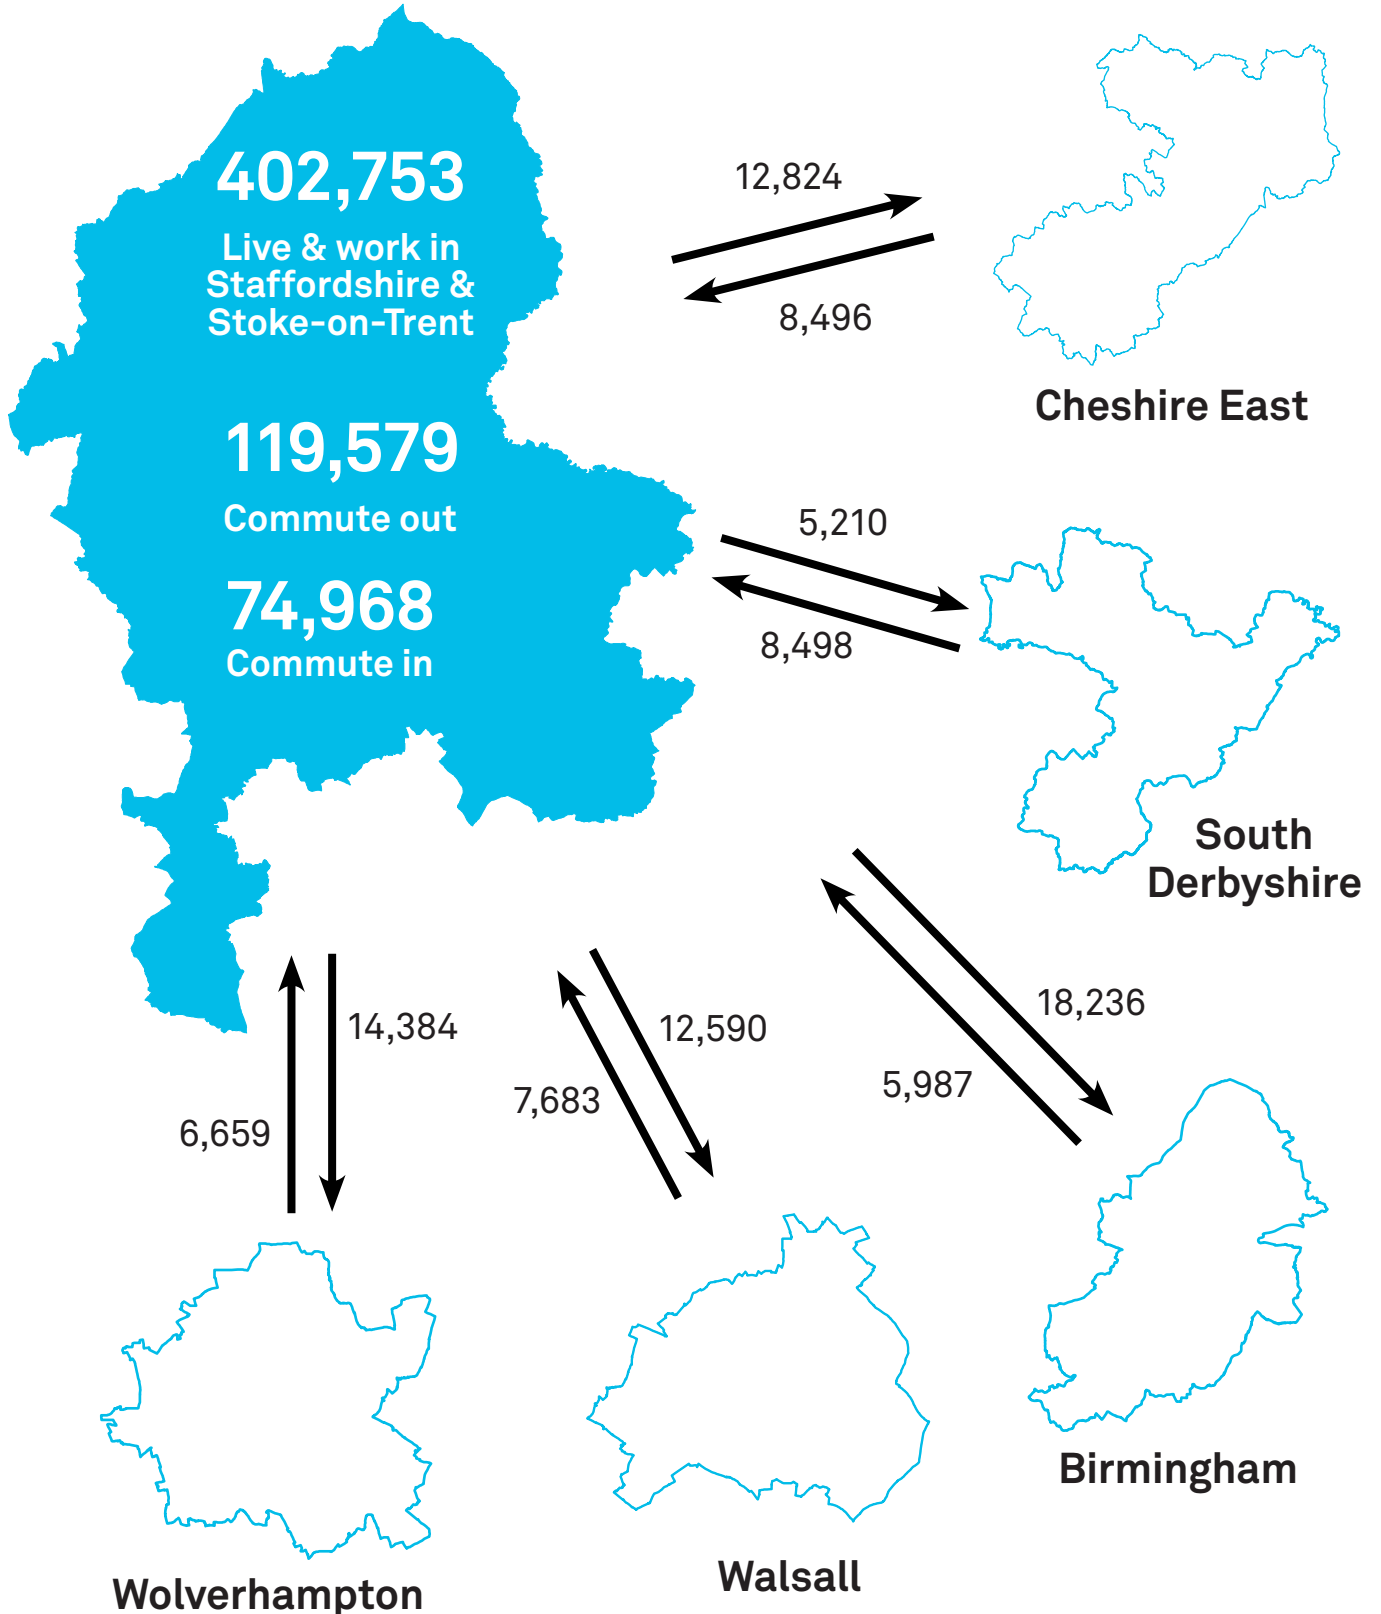 402,753
Live & work in
Staffordshire &
Stoke-on-Trent
119,579
Commute out
74,968
Commute in
12,824
8,496
Cheshire East
5,210
8,498
South
Derbyshire
18,236
5,987
Birmingham
12,590
7,683
Walsall
14,384
6,659
Wolverhampton